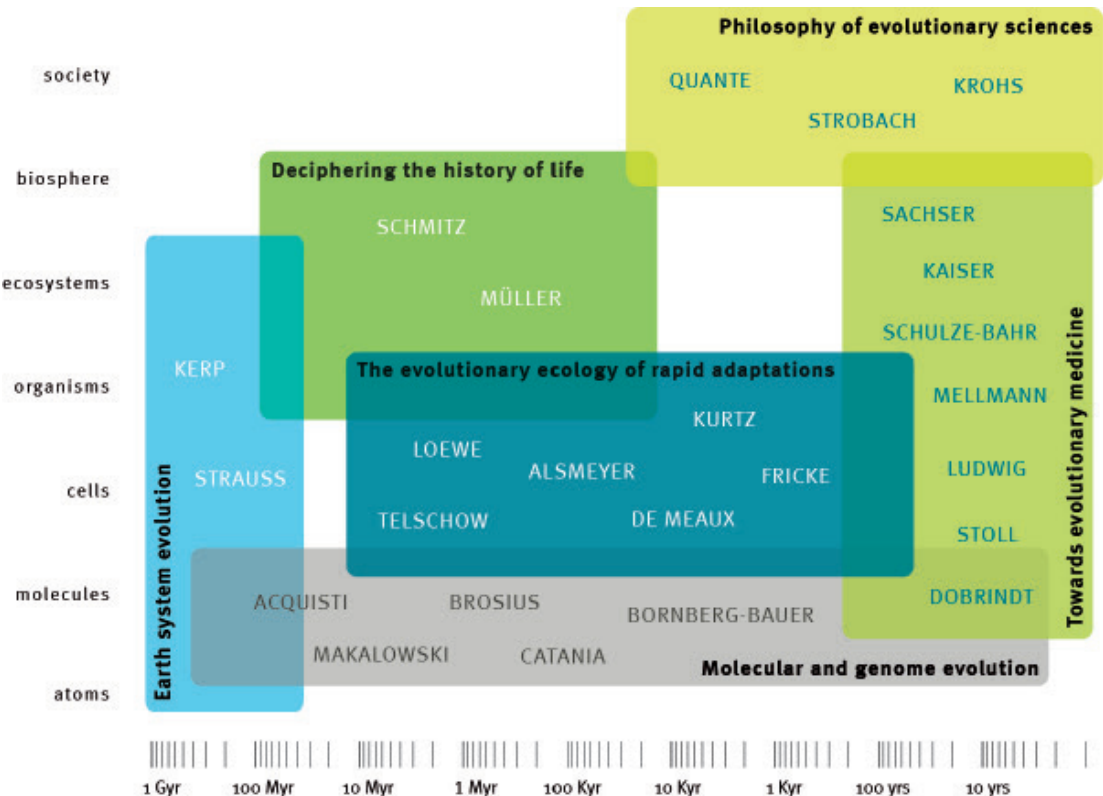 Philosophy of evolutionary sciences
society
QUANTE
KROHS
STROBACH
biosphere
Deciphering the history of life
SCHMITZ
SACHSER
ecosystems
MÜLLER
KAISER
SCHULZE-BAHR
KERP
organisms
The evolutionary ecology of rapid adaptations
MELLMANN
KURTZ
LOEWE
ALSMEYER
FRICKE
LUDWIG
STRAUSS
cells
TELSCHOW
DE MEAUX
STOLL
Earth system evolution
Towards evolutionary medicine
molecules
ACQUISTI
BROSIUS
BORNBERG-BAUER
DOBRINDT
MAKALOWSKI
CATANIA
Molecular and genome evolution
atoms
1 Gyr 100 Myr 10 Myr 1 Myr 100 Kyr 10 Kyr 1 Kyr 100 yrs 10 yrs